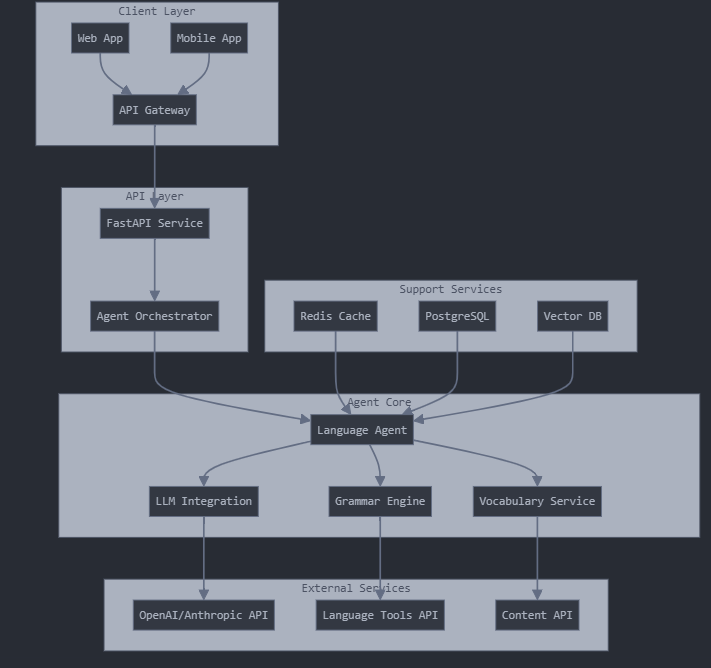 Client Layer
Web App
Mobile App
API Gateway
API Layer
FastAPI Service
Agent Orchestrator
Support Services
Redis Cache
PostgreSQL
Vector DB
Agent Core
Language Agent
LLM Integration
Grammar Engine
Vocabulary Service
External Services
OpenAI/Anthropic API
Language Tools API
Content API